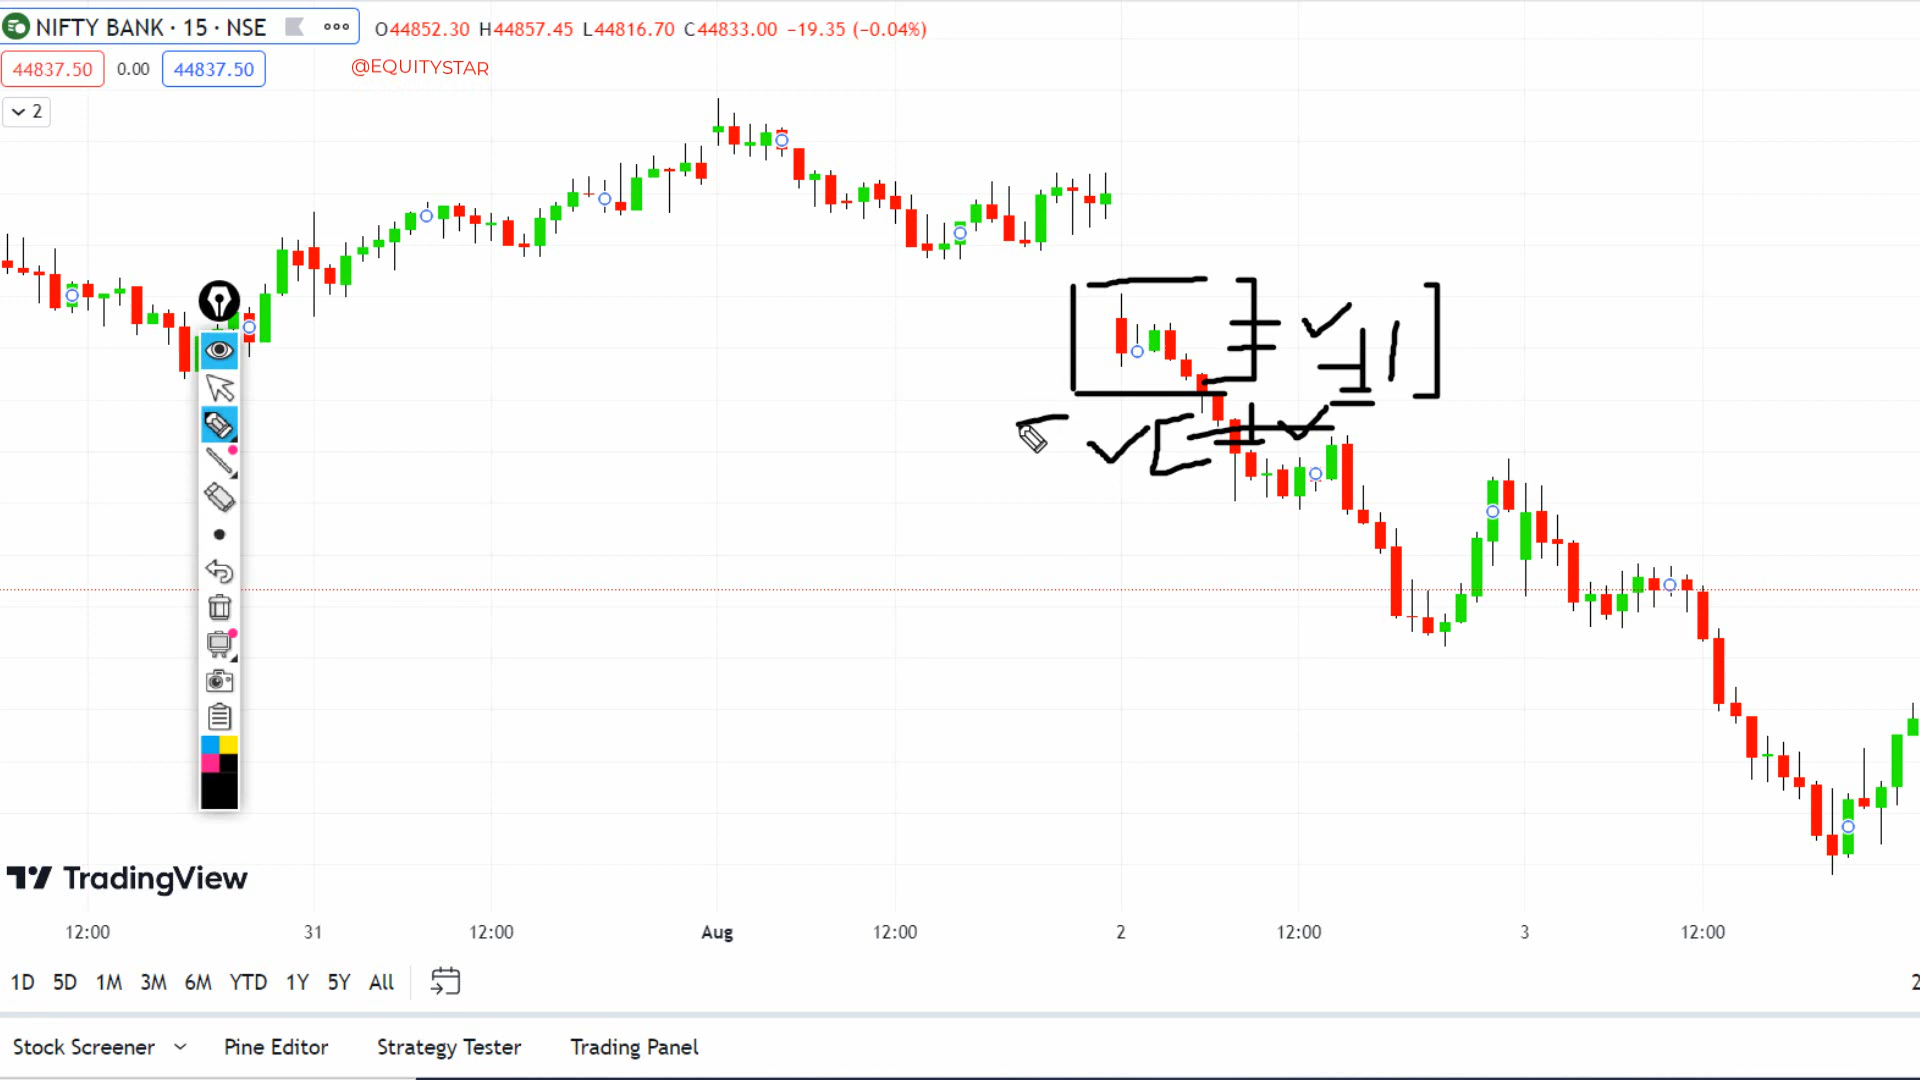 NIFTY BANK · 15 · NSE ••• O44852.30 H44857.45 L44816.70 C44833.00 −19.35 (−0.04%)
44837.50 0.00 44837.50 @EQUITYSTAR
2
TradingView
12:00 31 12:00 Aug 12:00 2 12:00 3 12:00
1D 5D 1M 3M 6M YTD 1Y 5Y All 2
Stock Screener Pine Editor Strategy Tester Trading Panel